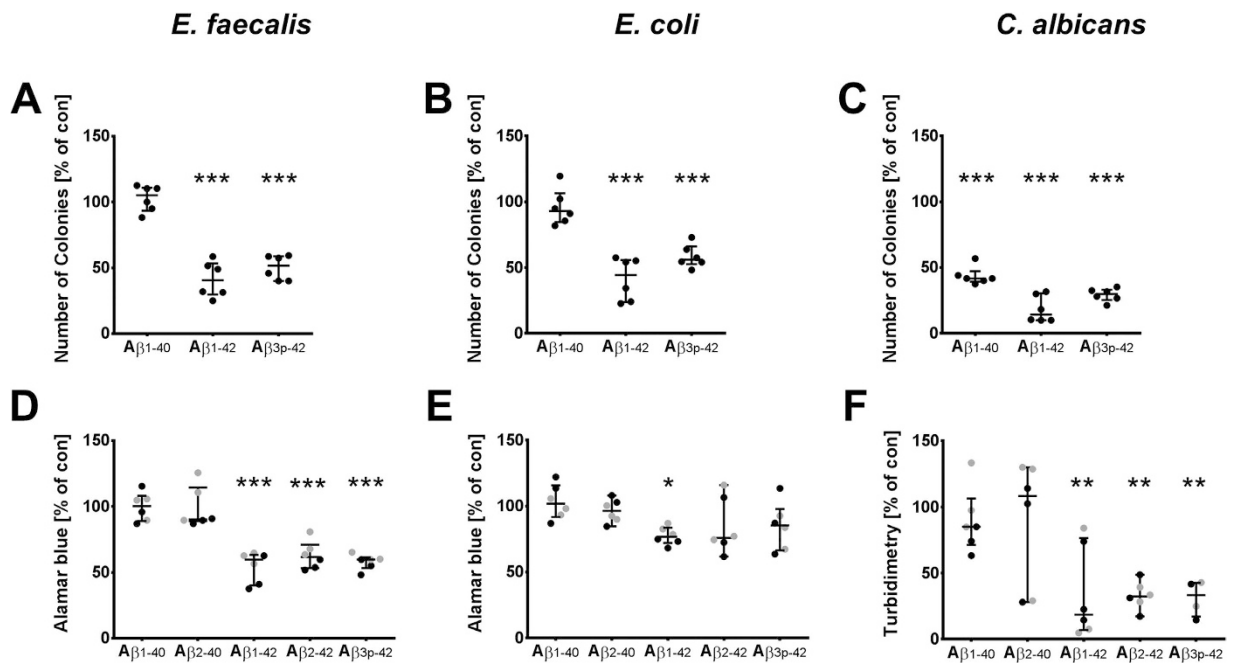 E. faecalis
E. coli
C. albicans
A
Number of Colonies [% of con]
150
100
50
0
*** ***
Aβ1-40 Aβ1-42 Aβ3p-42
B
Number of Colonies [% of con]
150
100
50
0
*** ***
Aβ1-40 Aβ1-42 Aβ3p-42
C
Number of Colonies [% of con]
150
100
50
0
*** *** ***
Aβ1-40 Aβ1-42 Aβ3p-42
D
Alamar blue [% of con]
150
100
50
0
*** *** ***
Aβ1-40 Aβ2-40 Aβ1-42 Aβ2-42 Aβ3p-42
E
Alamar blue [% of con]
150
100
50
0
*
Aβ1-40 Aβ2-40 Aβ1-42 Aβ2-42 Aβ3p-42
F
Turbidimetry [% of con]
150
100
50
0
** ** **
Aβ1-40 Aβ2-40 Aβ1-42 Aβ2-42 Aβ3p-42